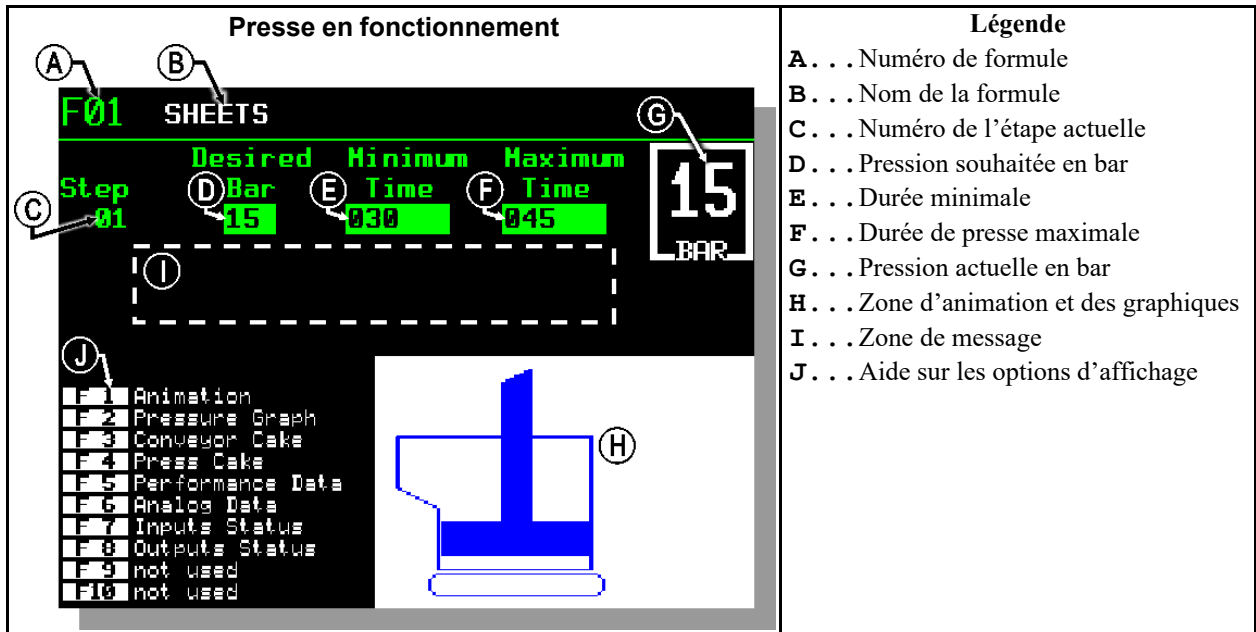 Presse en fonctionnement
A B
F01 SHEETS
G
Desired Minimum Maximum
Step D Bar E Time F Time
C 01 15 030 045
15
BAR
I
J
F 1 Animation
F 2 Pressure Graph
F 3 Conveyor Cake
F 4 Press Cake
F 5 Performance Data
F 6 Analog Data
F 7 Inputs Status
F 8 Outputs Status
F 9 not used
F10 not used
H
Légende
A...Numéro de formule
B...Nom de la formule
C...Numéro de l’étape actuelle
D...Pression souhaitée en bar
E...Durée minimale
F...Durée de presse maximale
G...Pression actuelle en bar
H...Zone d’animation et des graphiques
I...Zone de message
J...Aide sur les options d’affichage